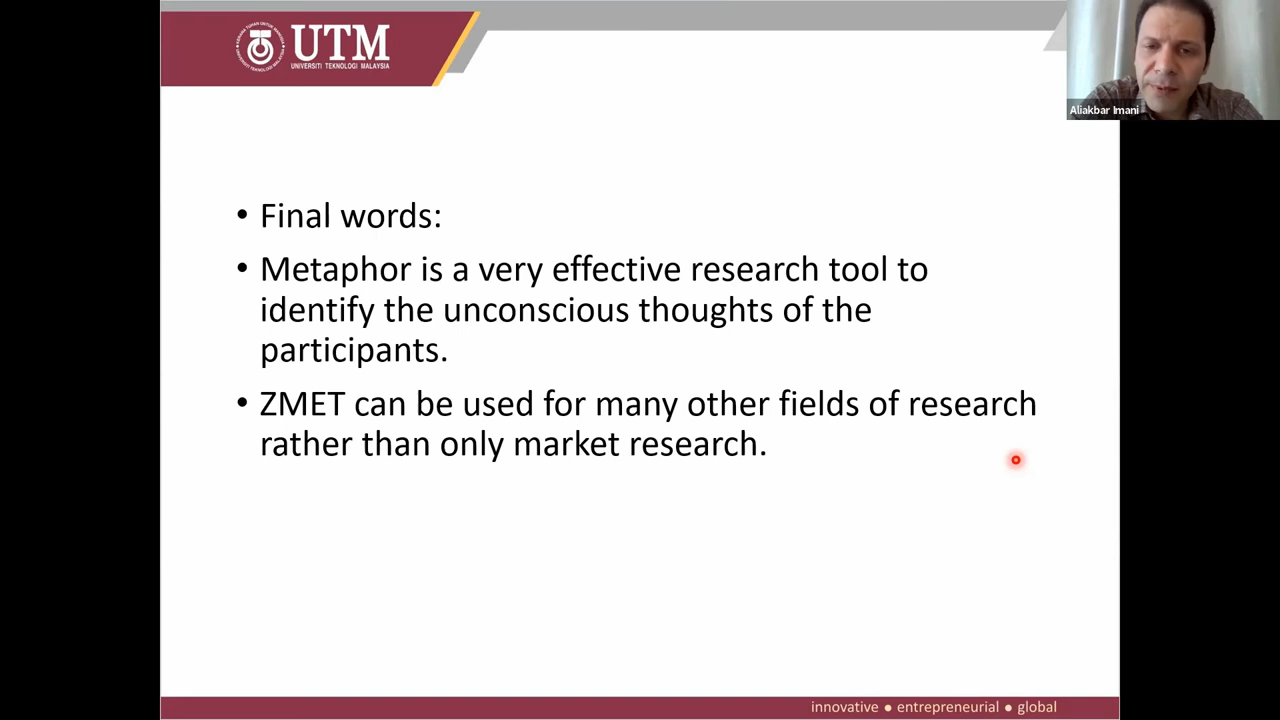 UTM
UNIVERSITI TEKNOLOGI MALAYSIA
Aliakbar Imani
• Final words:
• Metaphor is a very effective research tool to
identify the unconscious thoughts of the
participants.
• ZMET can be used for many other fields of research
rather than only market research.
innovative ● entrepreneurial ● global